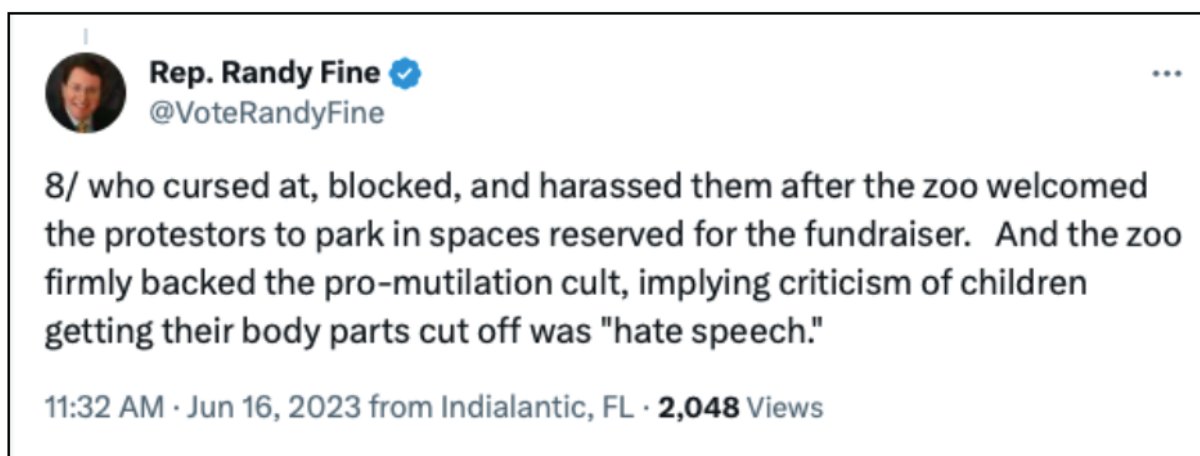 Rep. Randy Fine
@VoteRandyFine
8/ who cursed at, blocked, and harassed them after the zoo welcomed
the protestors to park in spaces reserved for the fundraiser.   And the zoo
firmly backed the pro-mutilation cult, implying criticism of children
getting their body parts cut off was "hate speech."
11:32 AM · Jun 16, 2023 from Indialantic, FL · 2,048 Views